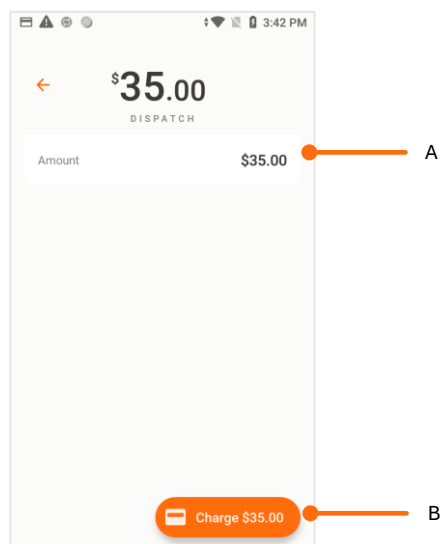 3:42 PM
$35.00
DISPATCH
Amount $35.00
A
Charge $35.00
B